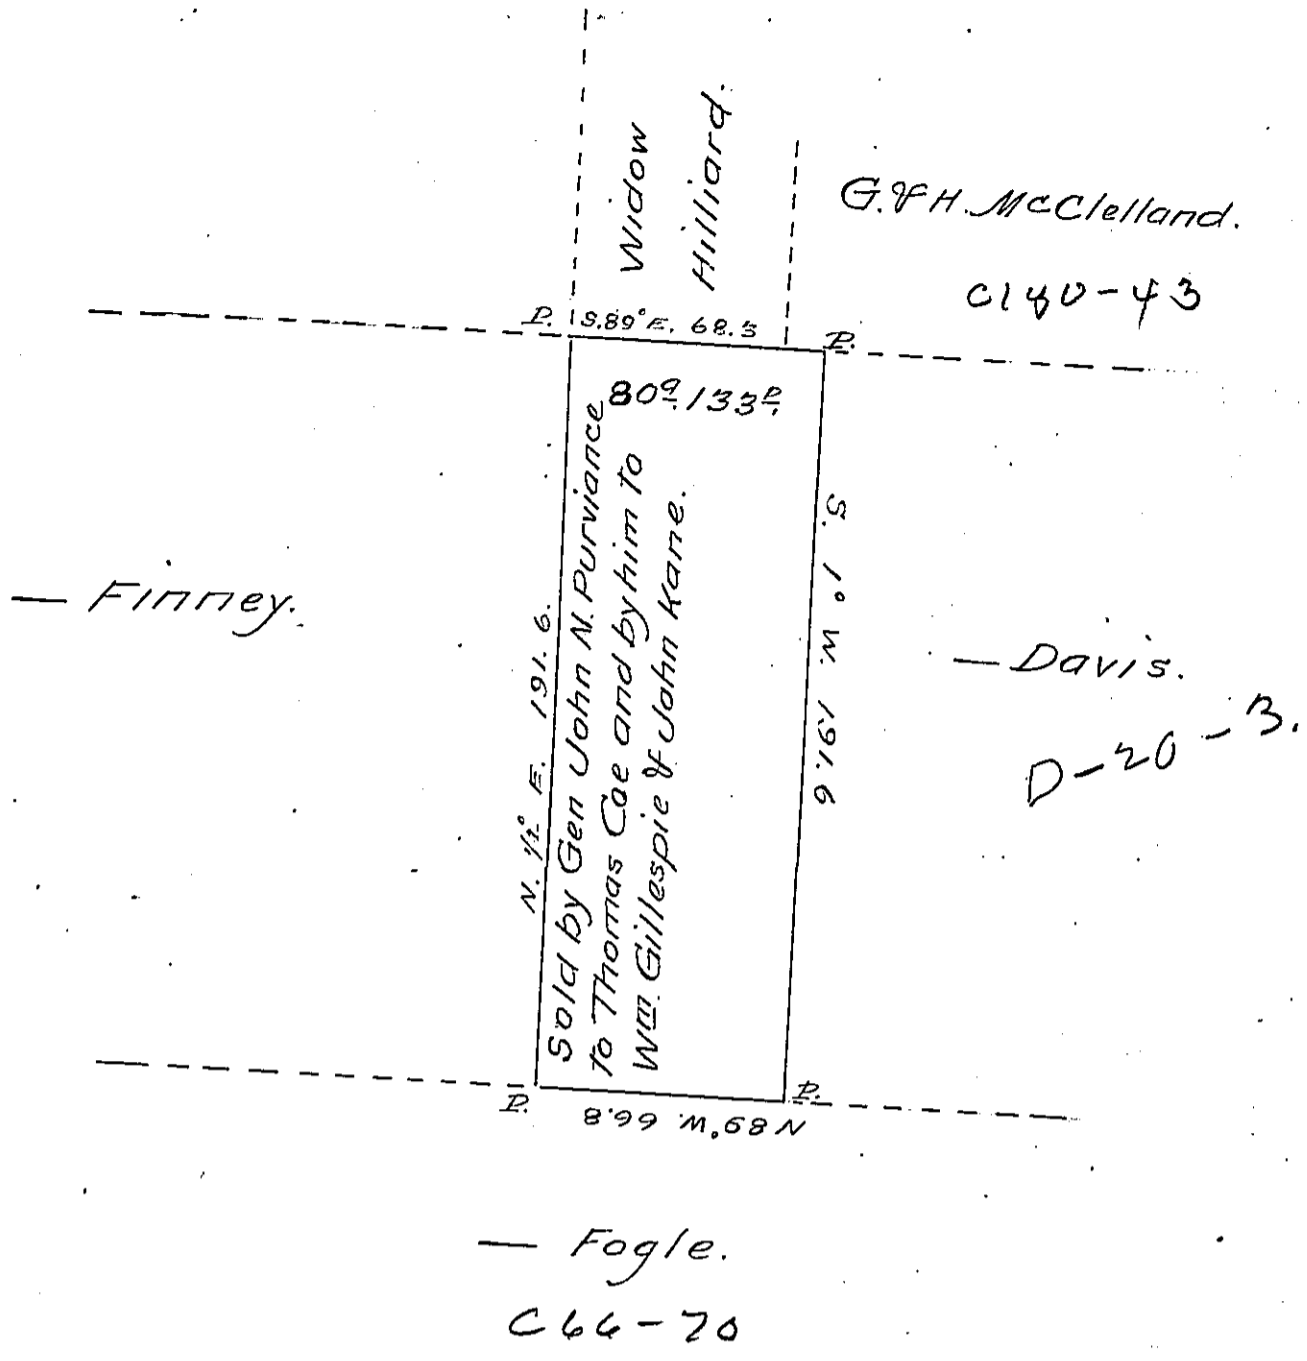 Widow
Hilliard.
G. & H. McClelland.
C180-43
P. S. 89° E. 68.3 P.
80a. 133p.
Sold by Gen John N. Purviance
to Thomas Coe and by him to
Wm. Gillespie & John Kane.
N. ½° E. 191.6.
S. 1° W. 191.6
— Finney.
— Davis.
D-20-3.
P. P.
N 89° W. 66.8
— Fogle.
C66-70